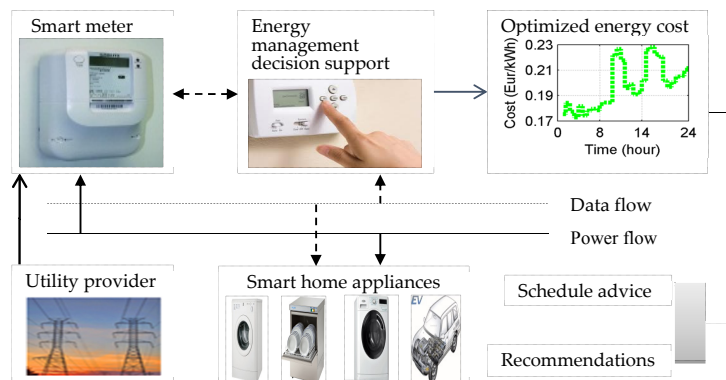 Smart meter
Energy
management
decision support
Optimized energy cost
Cost (Eur/kWh)
0.23
0.21
0.19
0.17
0 8 14 24
Time (hour)
Data flow
Power flow
Utility provider
Smart home appliances
EV
Schedule advice
Recommendations